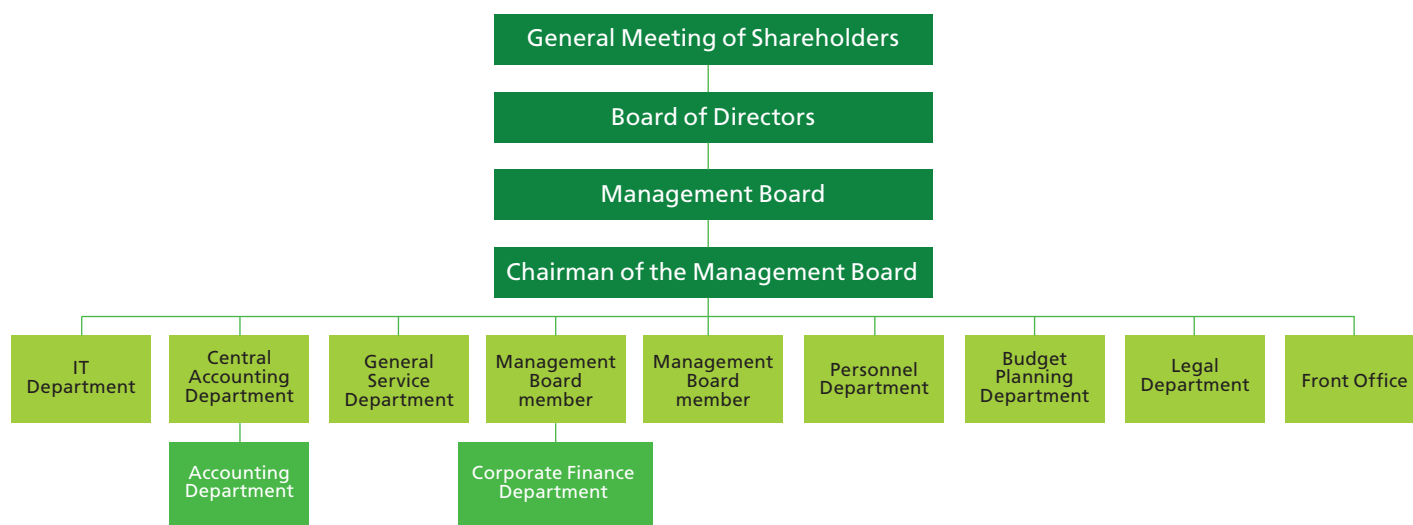 General Meeting of Shareholders
Board of Directors
Management Board
Chairman of the Management Board
IT
Department
Central
Accounting
Department
General
Service
Department
Management
Board
member
Management
Board
member
Personnel
Department
Budget
Planning
Department
Legal
Department
Front Office
Accounting
Department
Corporate Finance
Department